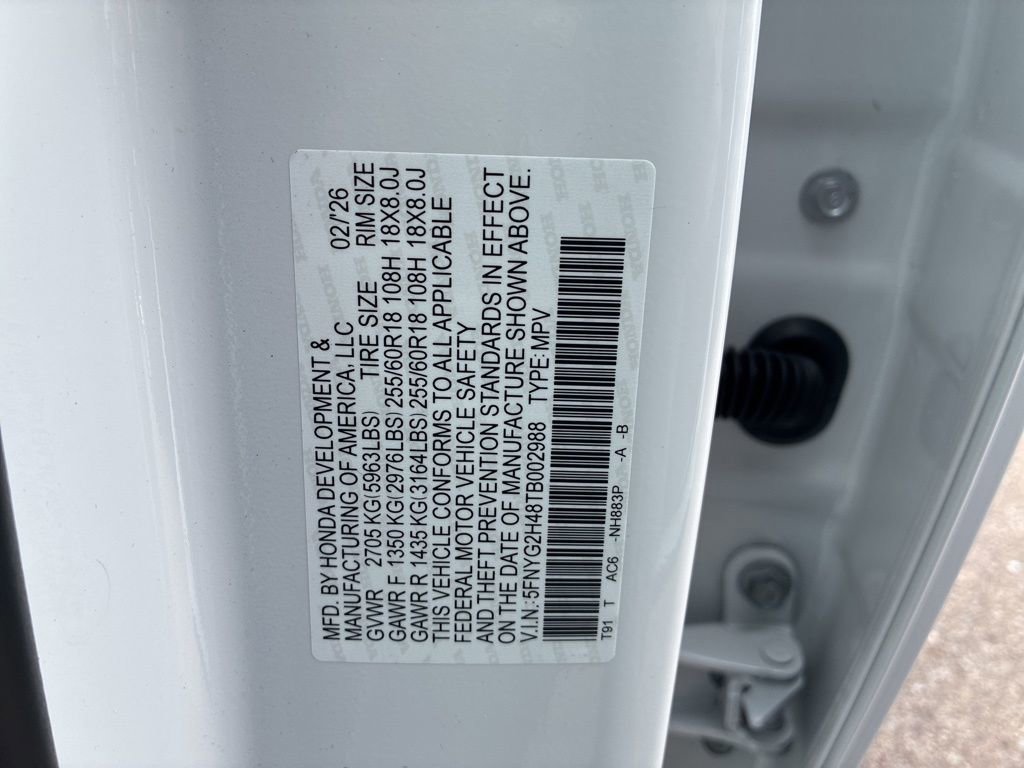 MFD. BY HONDA DEVELOPMENT &
MANUFACTURING OF AMERICA, LLC 02/'26
GVWR 2705 KG(5963LBS) TIRE SIZE RIM SIZE
GAWR F 1350 KG(2976LBS) 255/60R18 108H 18X8.0J
GAWR R 1435 KG(3164LBS) 255/60R18 108H 18X8.0J
THIS VEHICLE CONFORMS TO ALL APPLICABLE
FEDERAL MOTOR VEHICLE SAFETY
AND THEFT PREVENTION STANDARDS IN EFFECT
ON THE DATE OF MANUFACTURE SHOWN ABOVE.
V.I.N.: 5FNYG2H48TB002988 TYPE: MPV
T91 T AC6 -NH883P -A -B